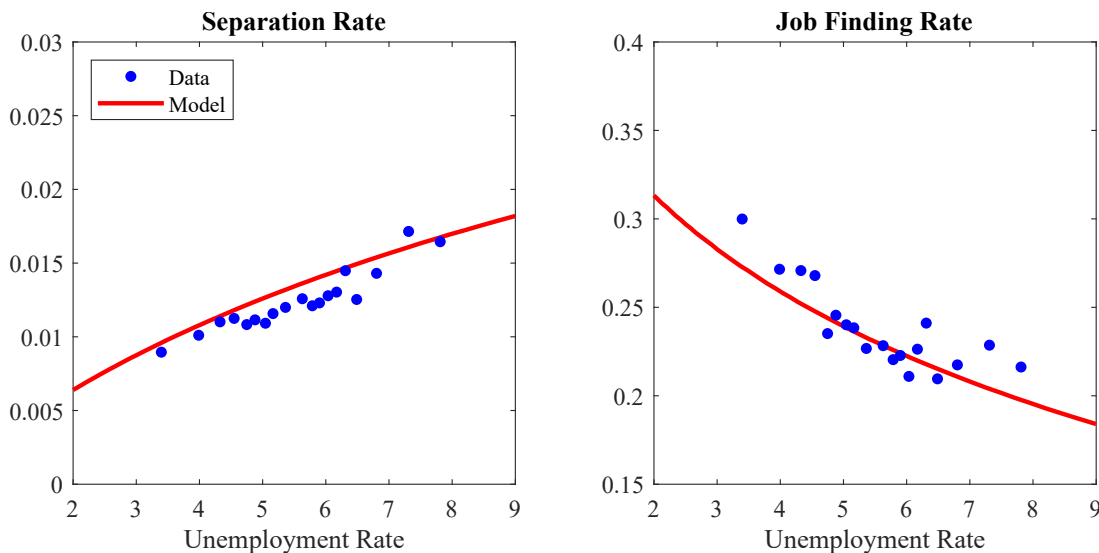 Separation Rate
0.03
0.025
0.02
0.015
0.01
0.005
0
Data
Model
2 3 4 5 6 7 8 9
Unemployment Rate
Job Finding Rate
0.4
0.35
0.3
0.25
0.2
0.15
2 3 4 5 6 7 8 9
Unemployment Rate